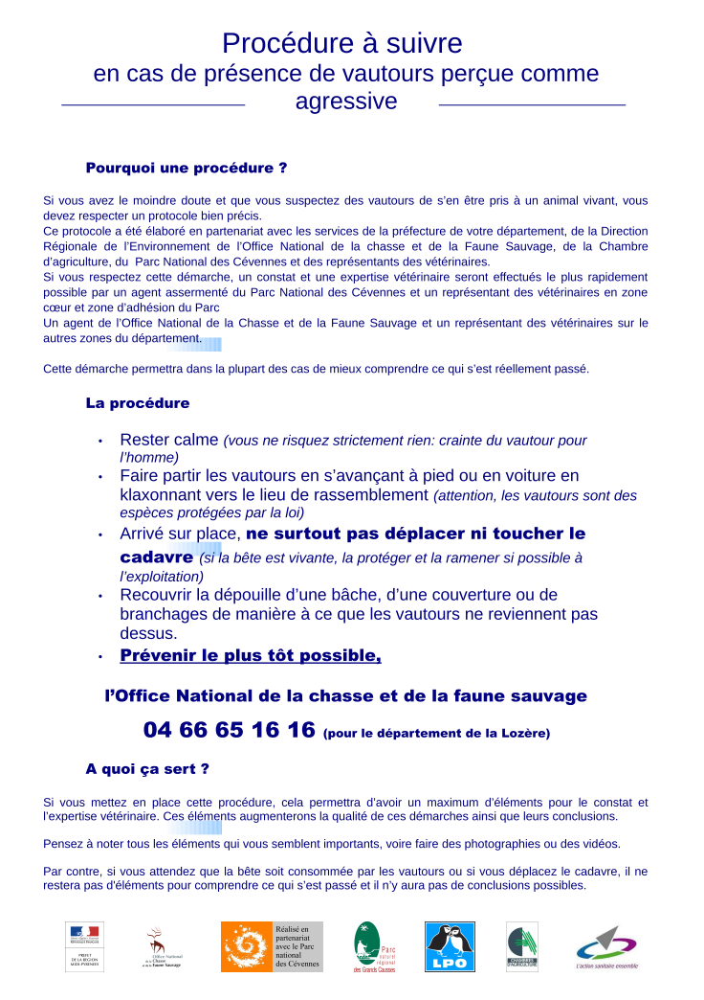 Procédure à suivre
en cas de présence de vautours perçue comme
agressive
Pourquoi une procédure ?
Si vous avez le moindre doute et que vous suspectez des vautours de s’en être pris à un animal vivant, vous
devez respecter un protocole bien précis.
Ce protocole a été élaboré en partenariat avec les services de la préfecture de votre département, de la Direction
Régionale de l’Environnement de l’Office National de la chasse et de la Faune Sauvage, de la Chambre
d’agriculture, du Parc National des Cévennes et des représentants des vétérinaires.
Si vous respectez cette démarche, un constat et une expertise vétérinaire seront effectués le plus rapidement
possible par un agent assermenté du Parc National des Cévennes et un représentant des vétérinaires en zone
cœur et zone d’adhésion du Parc
Un agent de l’Office National de la Chasse et de la Faune Sauvage et un représentant des vétérinaires sur le
autres zones du département.
Cette démarche permettra dans la plupart des cas de mieux comprendre ce qui s’est réellement passé.
La procédure
• Rester calme (vous ne risquez strictement rien: crainte du vautour pour
l’homme)
• Faire partir les vautours en s’avançant à pied ou en voiture en
klaxonnant vers le lieu de rassemblement (attention, les vautours sont des
espèces protégées par la loi)
• Arrivé sur place, ne surtout pas déplacer ni toucher le
cadavre (si la bête est vivante, la protéger et la ramener si possible à
l’exploitation)
• Recouvrir la dépouille d’une bâche, d’une couverture ou de
branchages de manière à ce que les vautours ne reviennent pas
dessus.
• Prévenir le plus tôt possible,
l’Office National de la chasse et de la faune sauvage
04 66 65 16 16 (pour le département de la Lozère)
A quoi ça sert ?
Si vous mettez en place cette procédure, cela permettra d’avoir un maximum d’éléments pour le constat et
l’expertise vétérinaire. Ces éléments augmenterons la qualité de ces démarches ainsi que leurs conclusions.
Pensez à noter tous les éléments qui vous semblent importants, voire faire des photographies ou des vidéos.
Par contre, si vous attendez que la bête soit consommée par les vautours ou si vous déplacez le cadavre, il ne
restera pas d’éléments pour comprendre ce qui s’est passé et il n’y aura pas de conclusions possibles.
PREFET
DE LA REGION
MIDI-PYRENEES
Office National
de la Chasse
et de la Faune Sauvage
Réalisé en
partenariat
avec le Parc
national
des Cévennes
Parc
naturel
régional
des Grands Causses
LPO
CHAMBRES
D'AGRICULTURE
L'action sanitaire ensemble